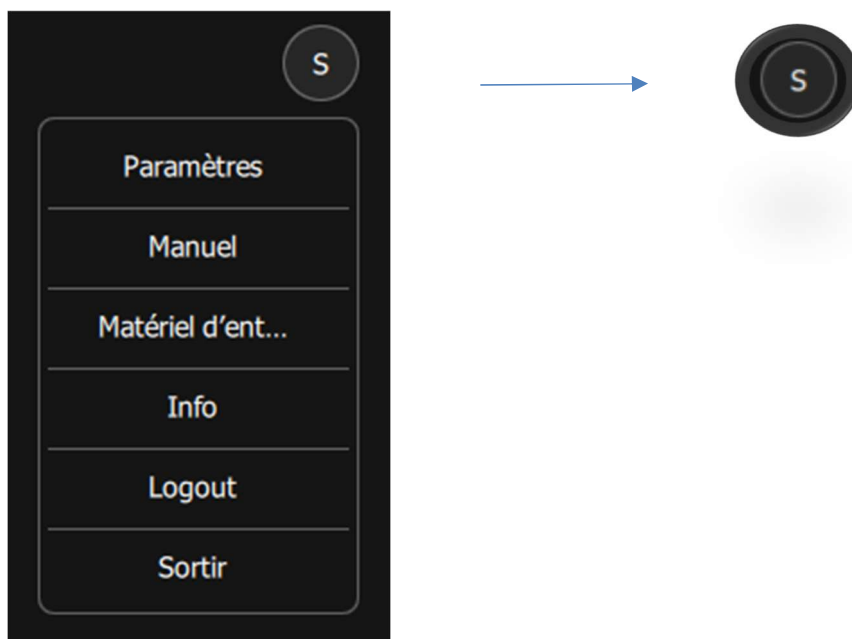 S
S
Paramètres
Manuel
Matériel d’ent...
Info
Logout
Sortir